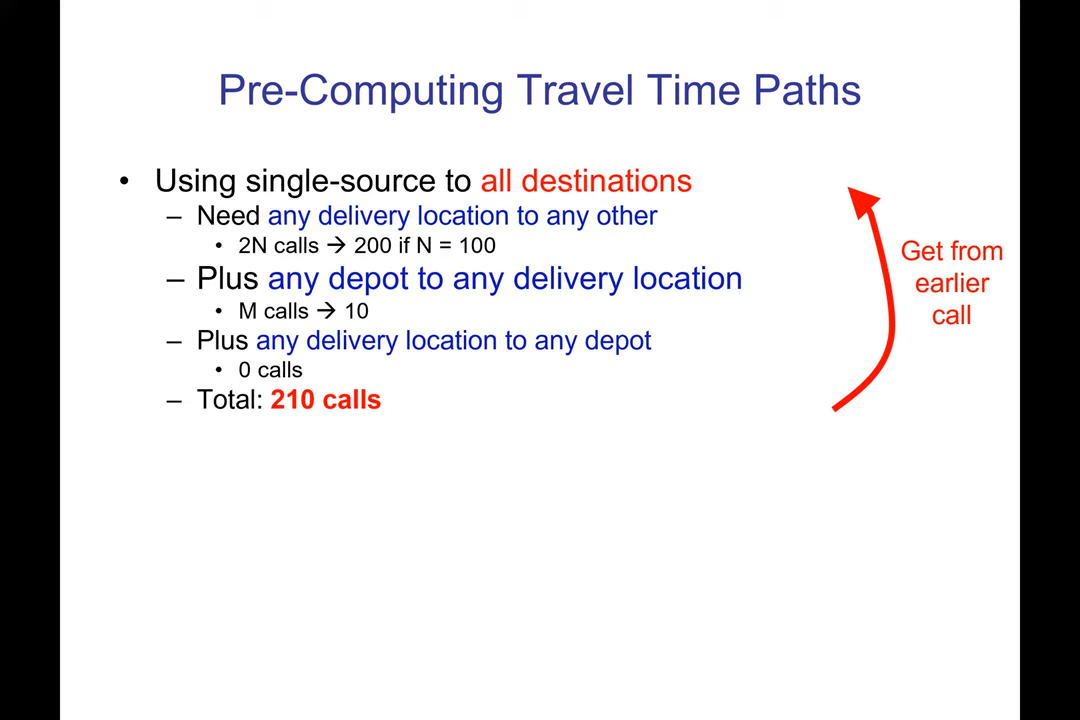 Pre-Computing Travel Time Paths
• Using single-source to all destinations
– Need any delivery location to any other
• 2N calls → 200 if N = 100
– Plus any depot to any delivery location
• M calls → 10
– Plus any delivery location to any depot
• 0 calls
– Total: 210 calls
Get from
earlier
call